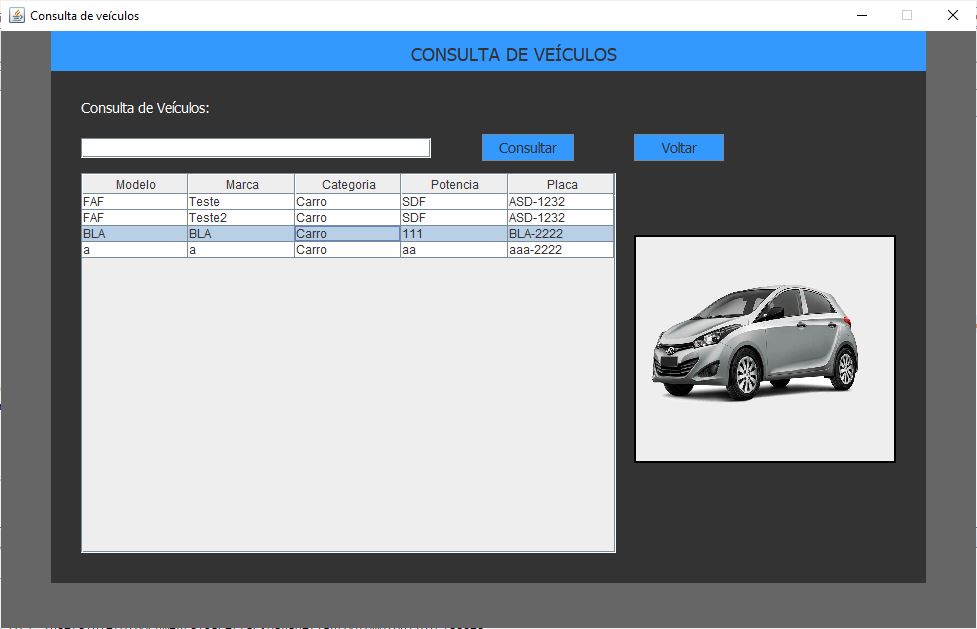 Consulta de veículos
CONSULTA DE VEÍCULOS
Consulta de Veículos:
Consultar Voltar
Modelo Marca Categoria Potencia Placa
FAF Teste Carro SDF ASD-1232
FAF Teste2 Carro SDF ASD-1232
BLA BLA Carro 111 BLA-2222
a a Carro aa aaa-2222